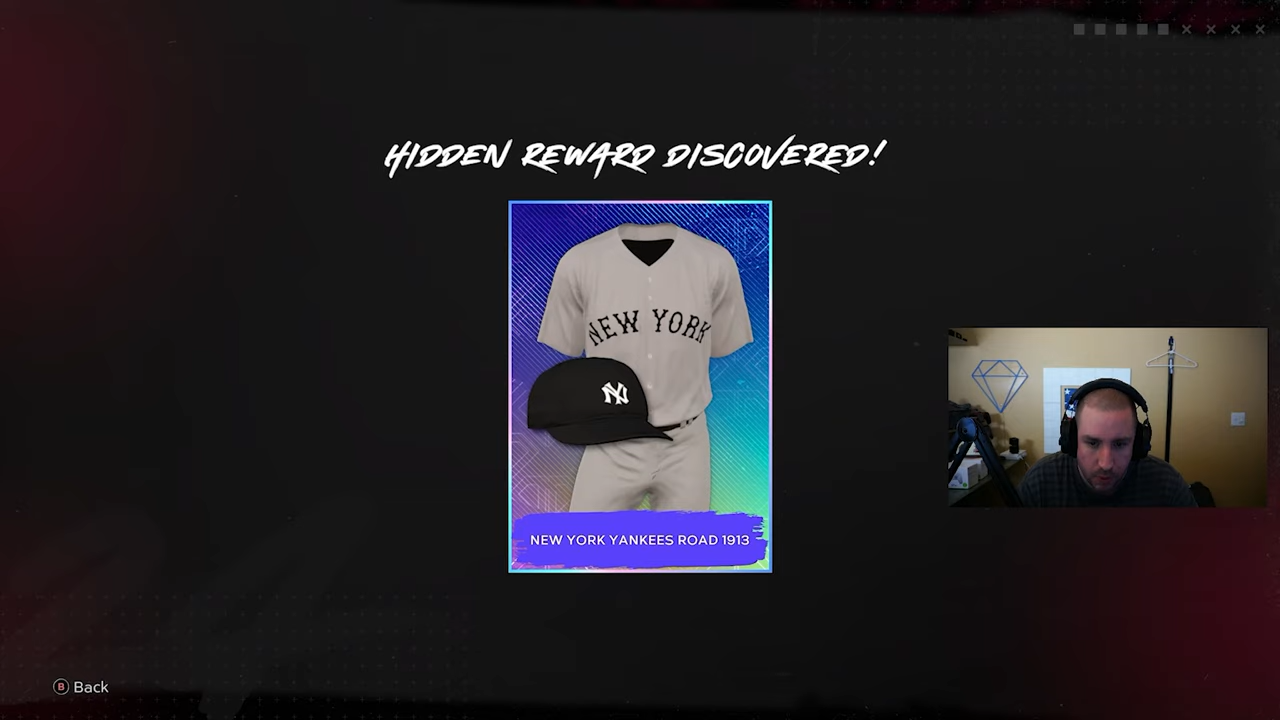 HIDDEN REWARD DISCOVERED!
NEW YORK
NY
NEW YORK YANKEES ROAD 1913
B Back